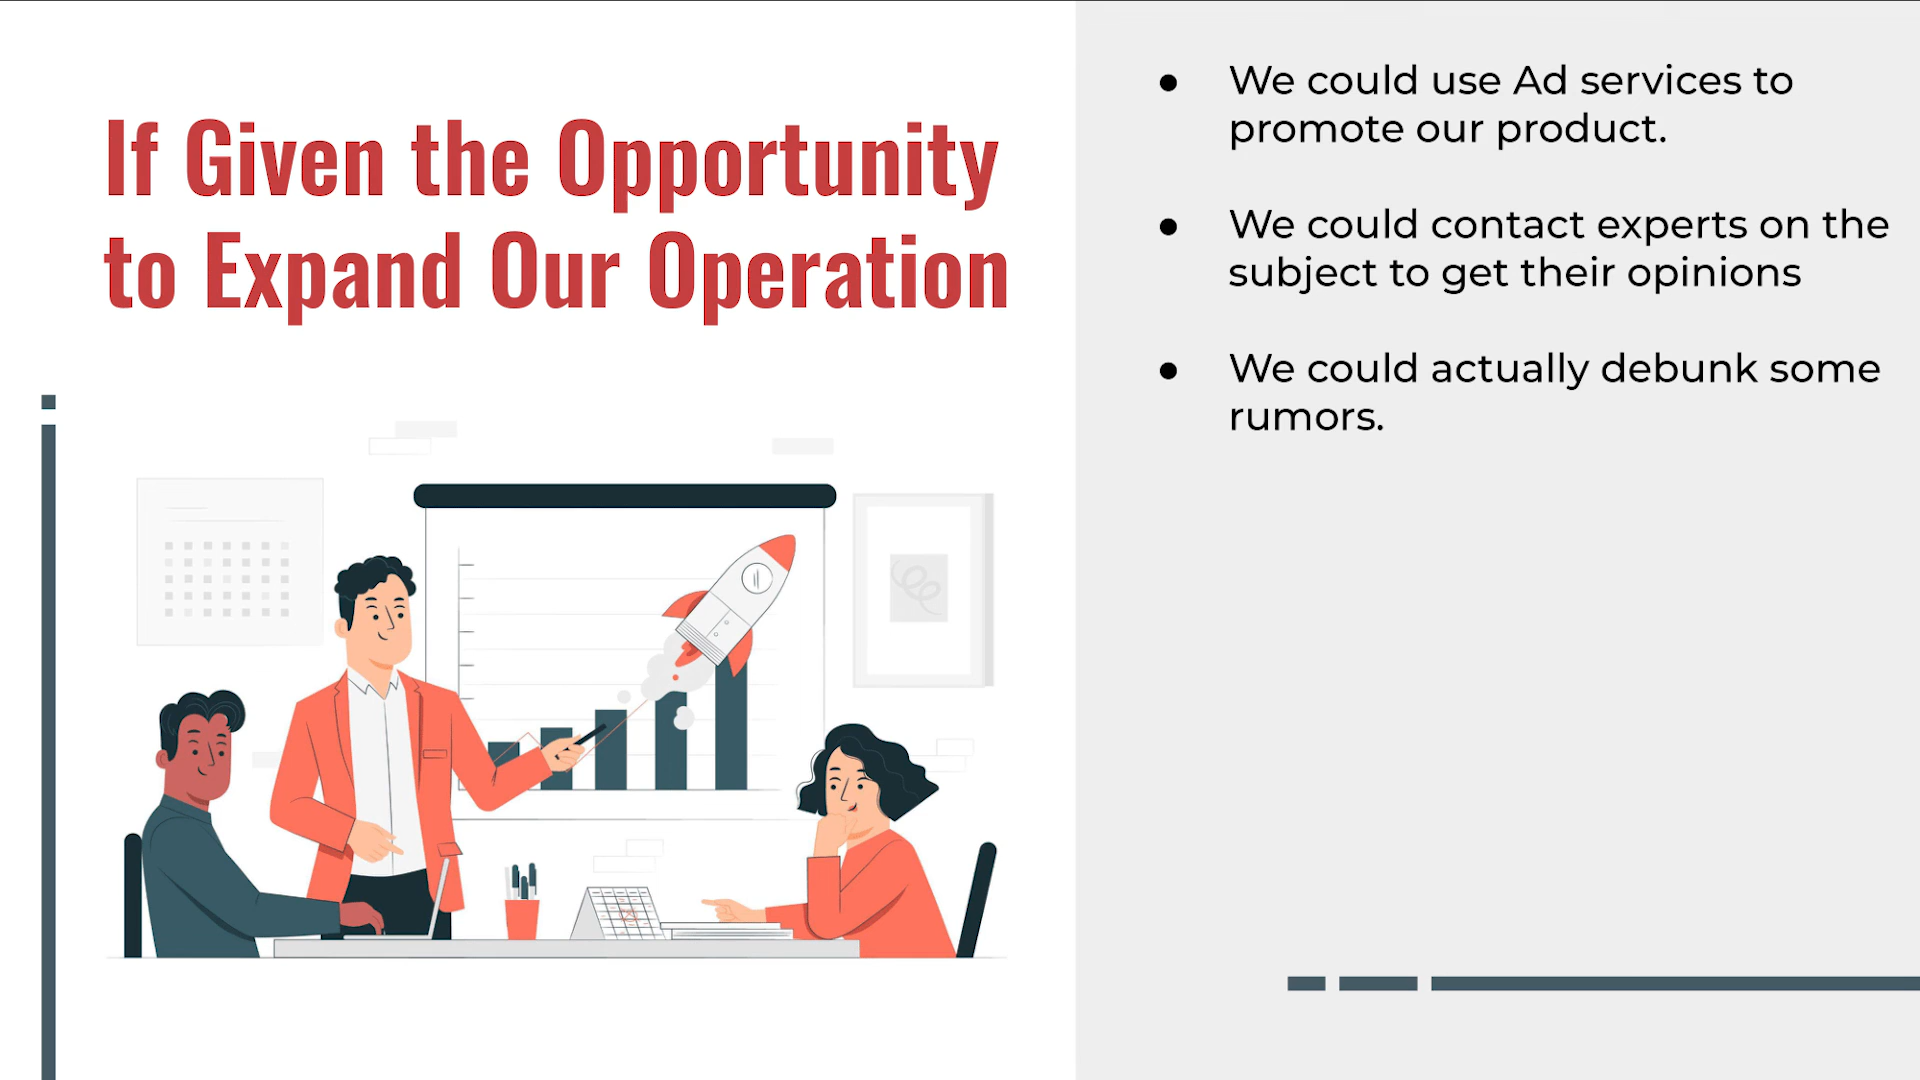 If Given the Opportunity
to Expand Our Operation
● We could use Ad services to
promote our product.
● We could contact experts on the
subject to get their opinions
● We could actually debunk some
rumors.